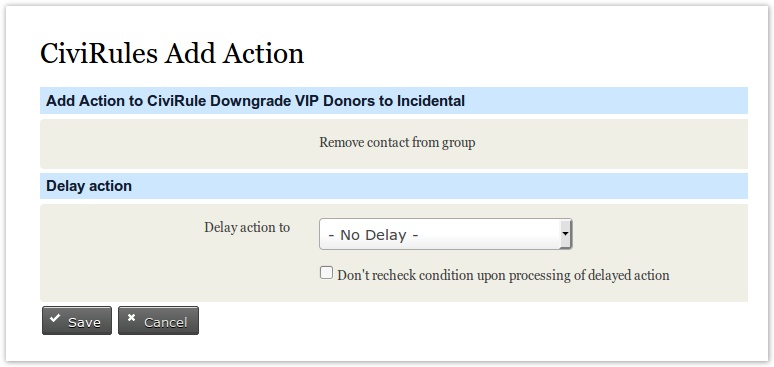 CiviRules Add Action
Add Action to CiviRule Downgrade VIP Donors to Incidental
Remove contact from group
Delay action
Delay action to
- No Delay -
Don't recheck condition upon processing of delayed action
Save
Cancel